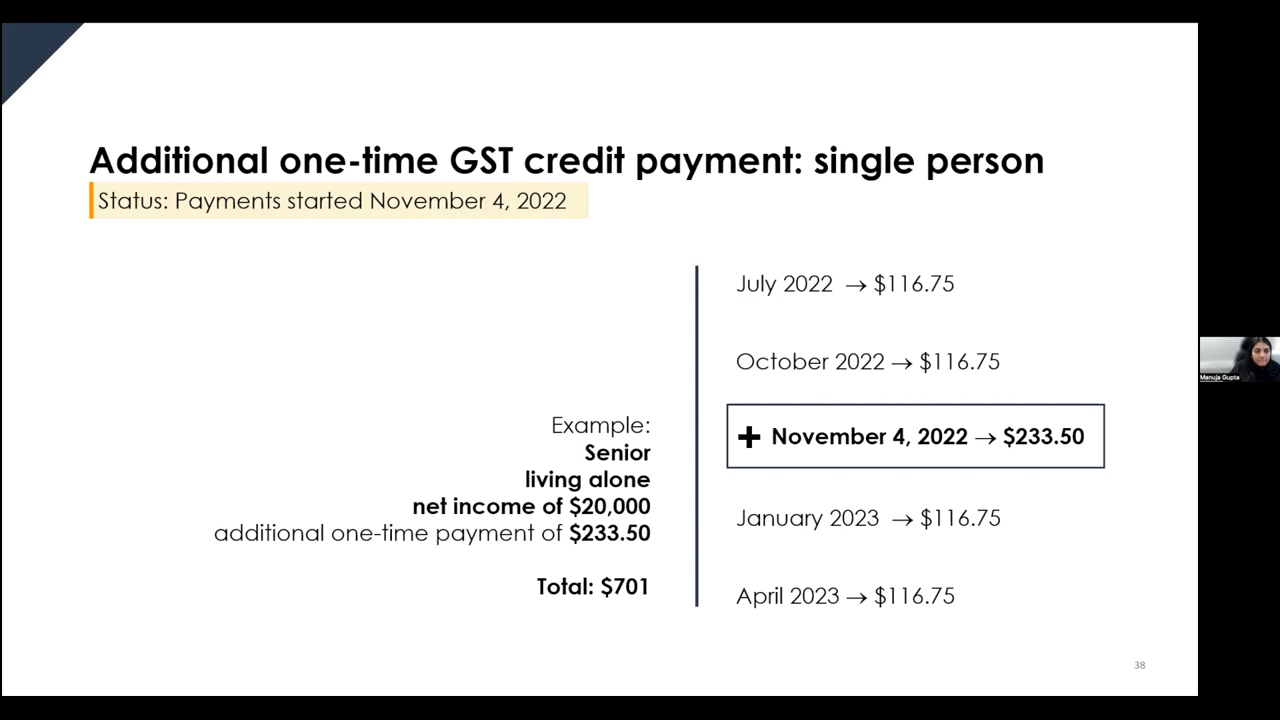 Additional one-time GST credit payment: single person
Status: Payments started November 4, 2022
Example:
Senior
living alone
net income of $20,000
additional one-time payment of $233.50
Total: $701
July 2022 → $116.75
October 2022 → $116.75
+ November 4, 2022 → $233.50
January 2023 → $116.75
April 2023 → $116.75
38
Manuja Gupta